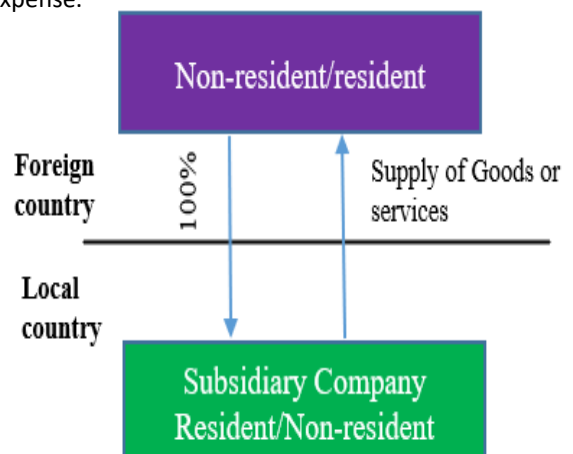 xpense.
Non-resident/resident
Foreign
country
100%
Supply of Goods or
services
Local
country
Subsidiary Company
Resident/Non-resident